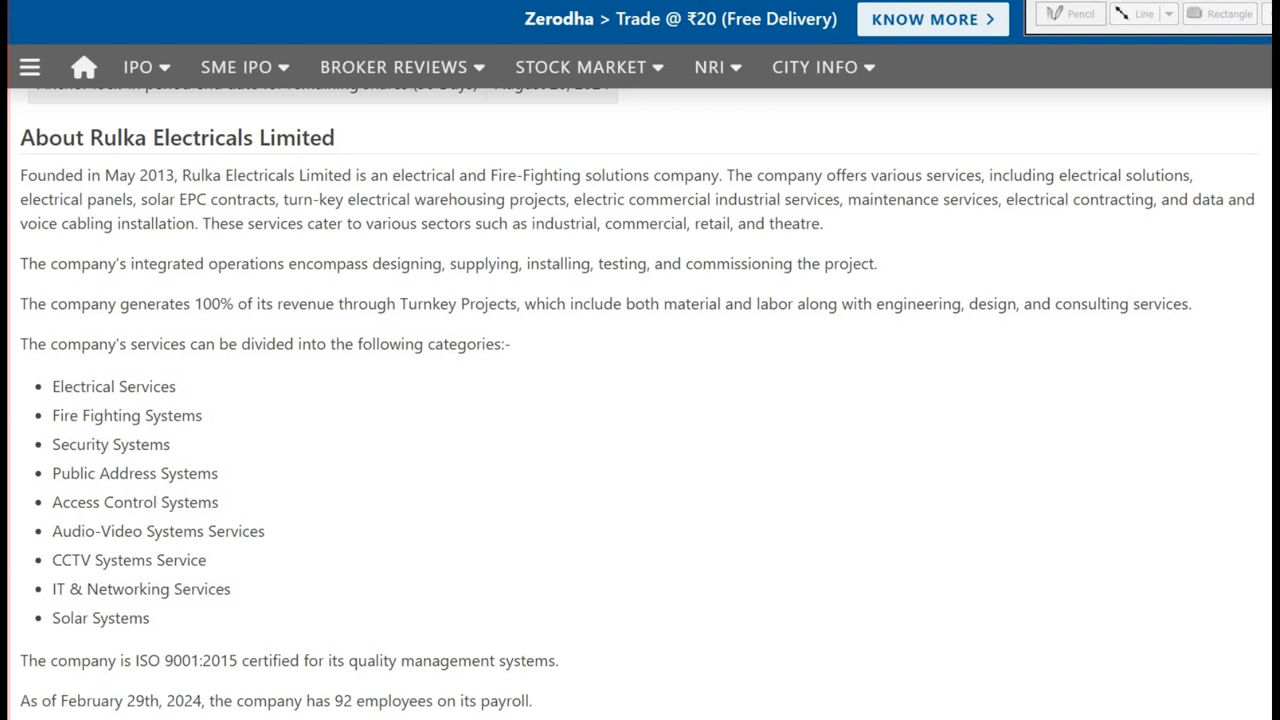 Zerodha > Trade @ ₹20 (Free Delivery)
KNOW MORE >
Pencil
Line
Rectangle
IPO
SME IPO
BROKER REVIEWS
STOCK MARKET
NRI
CITY INFO
About Rulka Electricals Limited
Founded in May 2013, Rulka Electricals Limited is an electrical and Fire-Fighting solutions company. The company offers various services, including electrical solutions,
electrical panels, solar EPC contracts, turn-key electrical warehousing projects, electric commercial industrial services, maintenance services, electrical contracting, and data and
voice cabling installation. These services cater to various sectors such as industrial, commercial, retail, and theatre.
The company's integrated operations encompass designing, supplying, installing, testing, and commissioning the project.
The company generates 100% of its revenue through Turnkey Projects, which include both material and labor along with engineering, design, and consulting services.
The company's services can be divided into the following categories:-
• Electrical Services
• Fire Fighting Systems
• Security Systems
• Public Address Systems
• Access Control Systems
• Audio-Video Systems Services
• CCTV Systems Service
• IT & Networking Services
• Solar Systems
The company is ISO 9001:2015 certified for its quality management systems.
As of February 29th, 2024, the company has 92 employees on its payroll.